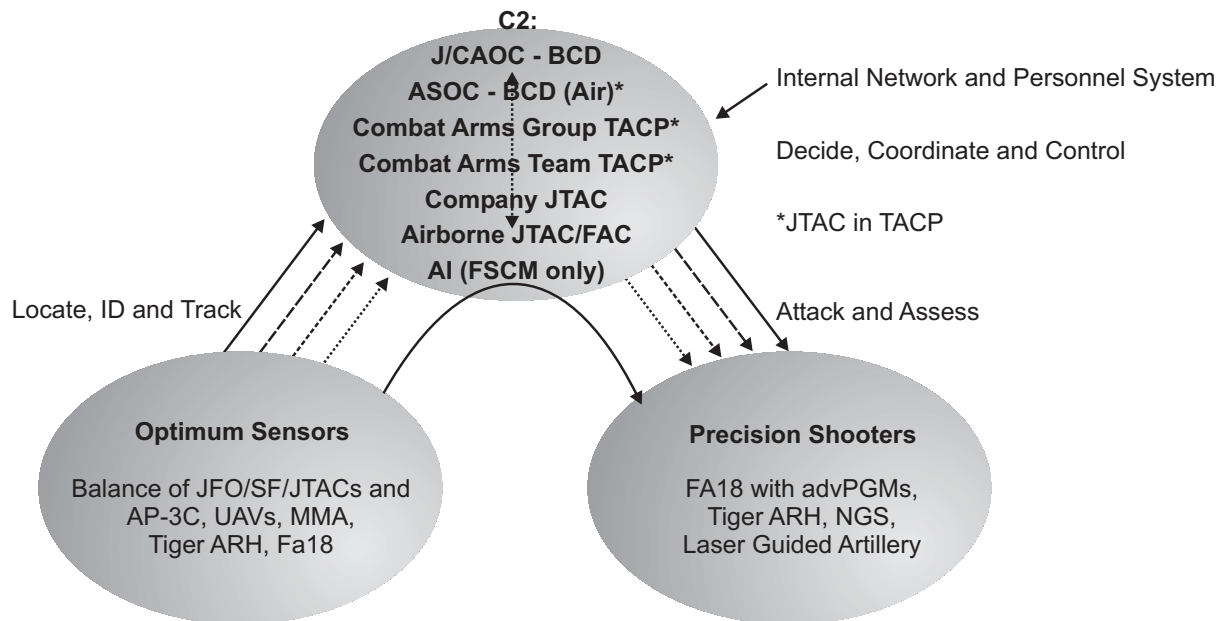 C2:
J/CAOC - BCD
ASOC - BCD (Air)*
Combat Arms Group TACP*
Combat Arms Team TACP*
Company JTAC
Airborne JTAC/FAC
AI (FSCM only)
Internal Network and Personnel System
Decide, Coordinate and Control
*JTAC in TACP
Locate, ID and Track
Attack and Assess
Optimum Sensors
Balance of JFO/SF/JTACs and
AP-3C, UAVs, MMA,
Tiger ARH, Fa18
Precision Shooters
FA18 with advPGMs,
Tiger ARH, NGS,
Laser Guided Artillery